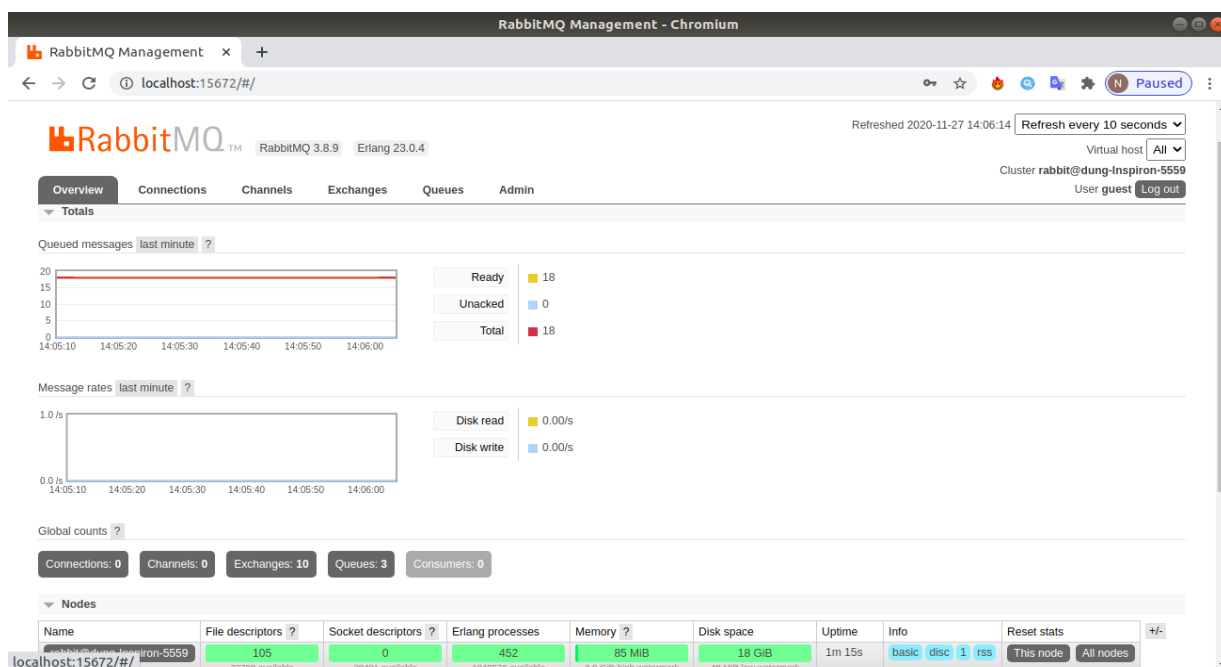 RabbitMQ Management - Chromium
RabbitMQ Management × +
localhost:15672/#/
N Paused
RabbitMQ TM RabbitMQ 3.8.9 Erlang 23.0.4
Refreshed 2020-11-27 14:06:14 Refresh every 10 seconds
Virtual host All
Cluster rabbit@dung-Inspiron-5559
User guest Log out
Overview Connections Channels Exchanges Queues Admin
Totals
Queued messages last minute ?
20
15
10
5
0
14:05:10 14:05:20 14:05:30 14:05:40 14:05:50 14:06:00
Ready 18
Unacked 0
Total 18
Message rates last minute ?
1.0 /s
0.0 /s
14:05:10 14:05:20 14:05:30 14:05:40 14:05:50 14:06:00
Disk read 0.00/s
Disk write 0.00/s
Global counts ?
Connections: 0 Channels: 0 Exchanges: 10 Queues: 3 Consumers: 0
Nodes
Name File descriptors ? Socket descriptors ? Erlang processes Memory ? Disk space Uptime Info Reset stats +/-
rabbit@dung-Inspiron-5559 105 0 452 85 MiB 18 GiB 1m 15s basic disc 1 rss This node All nodes
localhost:15672/#/